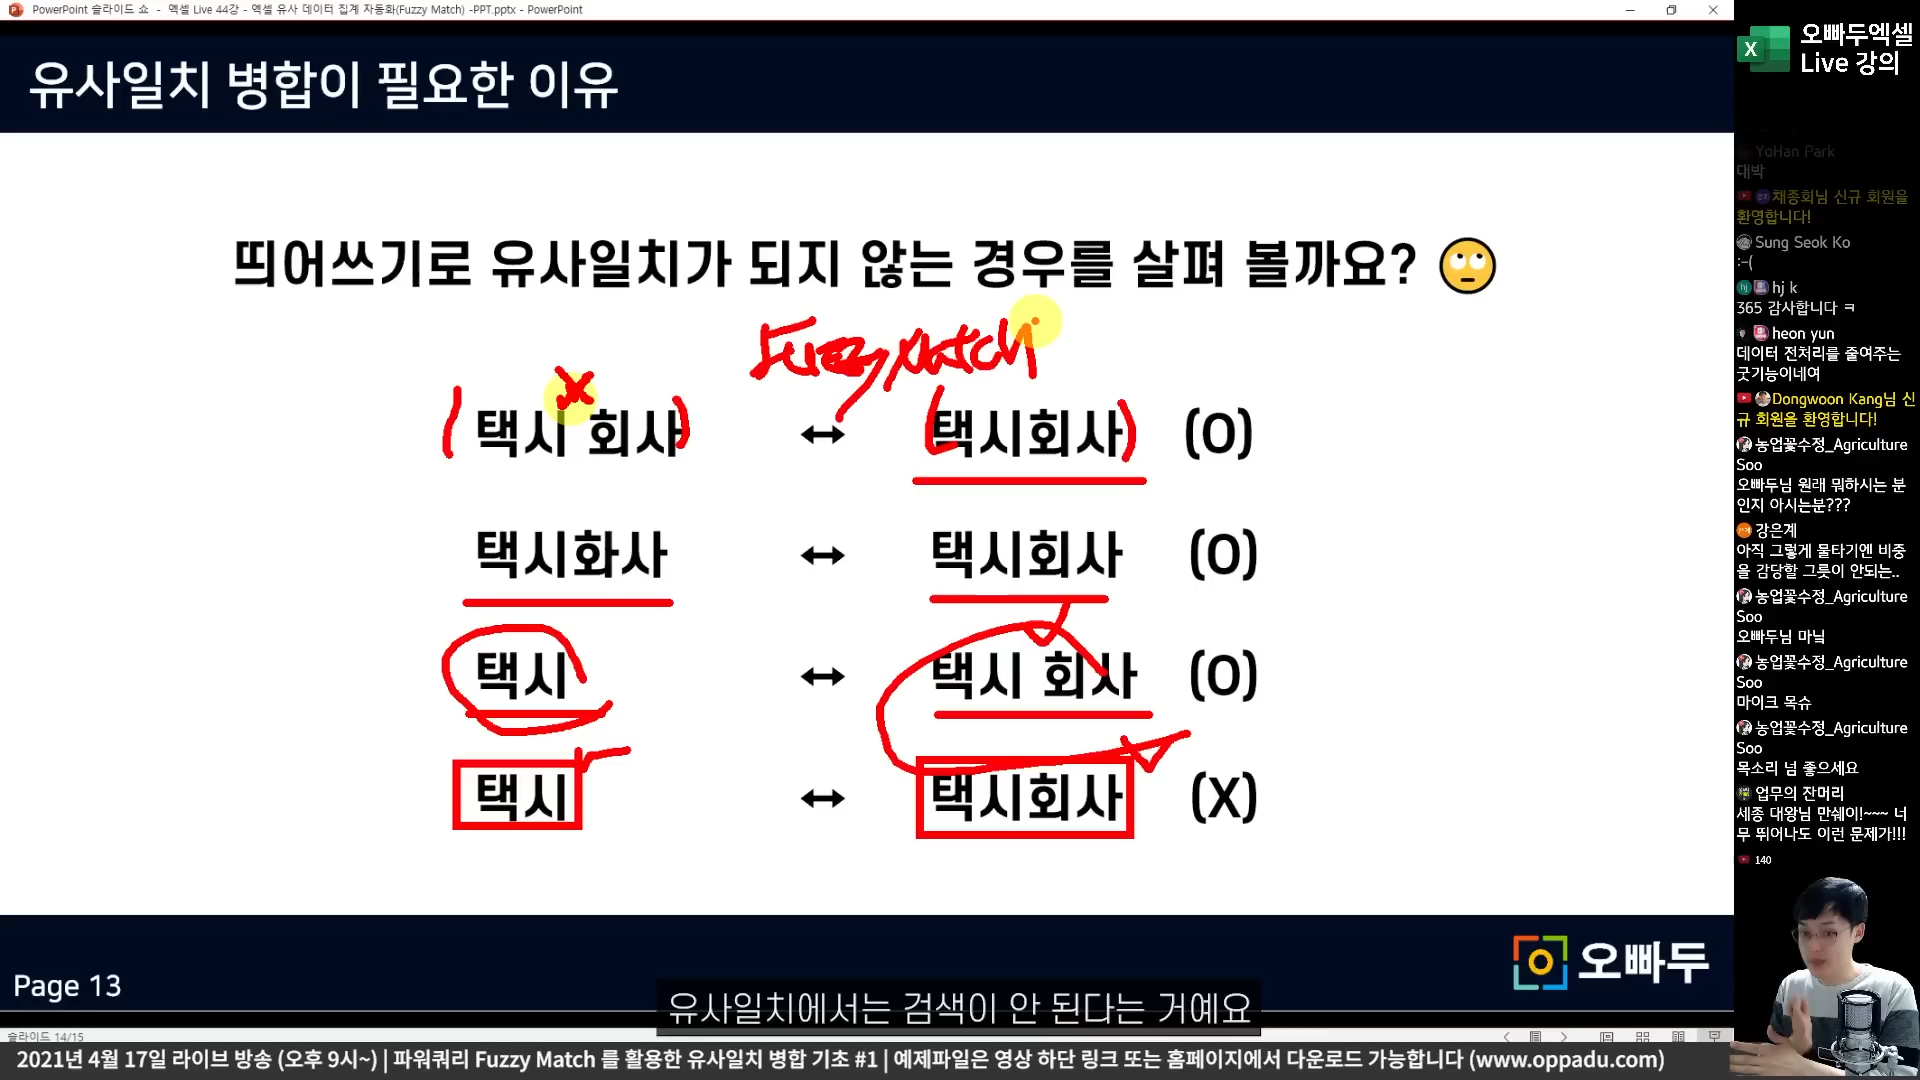 PowerPoint 슬라이드 쇼 - 엑셀 Live 44강 - 엑셀 유사 데이터 집계 자동화(Fuzzy Match) -PPT.pptx - PowerPoint
유사일치 병합이 필요한 이유
띄어쓰기로 유사일치가 되지 않는 경우를 살펴 볼까요? 🙄
Fuzzy Match
택시 회사 ↔ 택시회사 (O)
택시화사 ↔ 택시회사 (O)
택시 ↔ 택시 회사 (O)
택시 ↔ 택시회사 (X)
Page 13
오빠두
유사일치에서는 검색이 안 된다는 거예요
슬라이드 14/15
2021년 4월 17일 라이브 방송 (오후 9시~) | 파워쿼리 Fuzzy Match 를 활용한 유사일치 병합 기초 #1 | 예제파일은 영상 하단 링크 또는 홈페이지에서 다운로드 가능합니다 (www.oppadu.com)
X
오빠두엑셀
Live 강의
YoHan Park
대박
채종회님 신규 회원을
환영합니다!
Sung Seok Ko
:-(
hj hj k
365 감사합니다 ㅋ
heon yun
데이터 전처리를 줄여주는
굿기능이네여
Dongwoon Kang님 신
규 회원을 환영합니다!
농업꽃수정_Agriculture
Soo
오빠두님 원래 뭐하시는 분
인지 아시는분???
강은계
아직 그렇게 물타기엔 비중
을 감당할 그릇이 안되는..
농업꽃수정_Agriculture
Soo
오빠두님 마닠
농업꽃수정_Agriculture
Soo
마이크 목슈
농업꽃수정_Agriculture
Soo
목소리 넘 좋으세요
업무의 잔머리
세종 대왕님 만쉐이!~~~ 너
무 뛰어나도 이런 문제가!!!
140